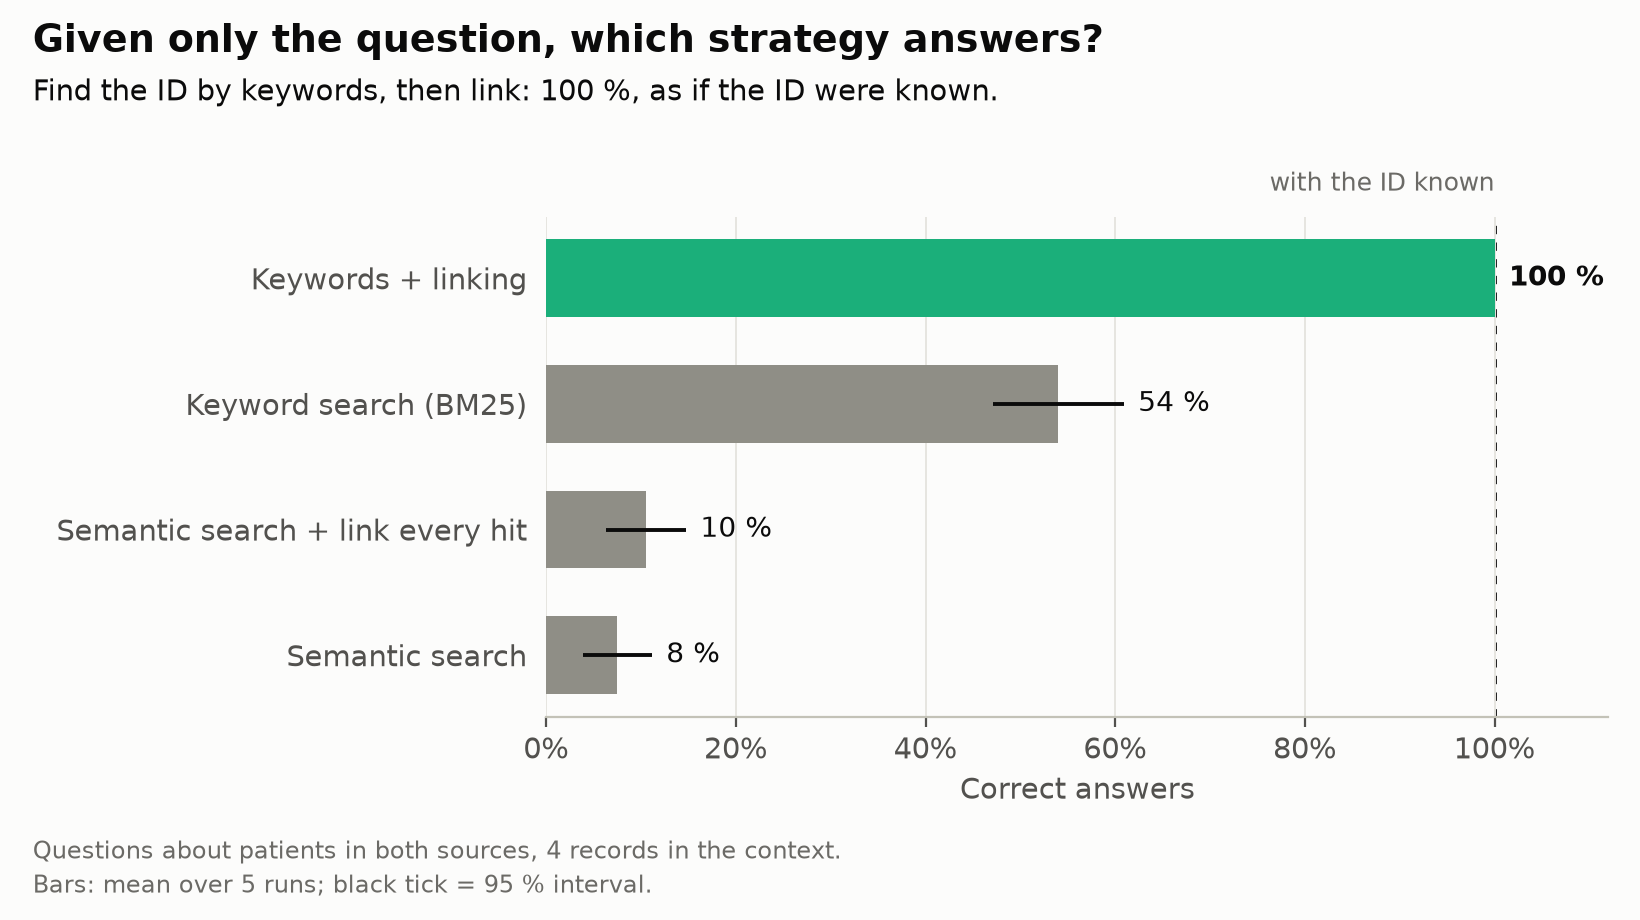 Given only the question, which strategy answers?
Find the ID by keywords, then link: 100 %, as if the ID were known.
with the ID known
Keywords + linking
100 %
Keyword search (BM25)
54 %
Semantic search + link every hit
10 %
Semantic search
8 %
0%
20%
40%
60%
80%
100%
Correct answers
Questions about patients in both sources, 4 records in the context.
Bars: mean over 5 runs; black tick = 95 % interval.